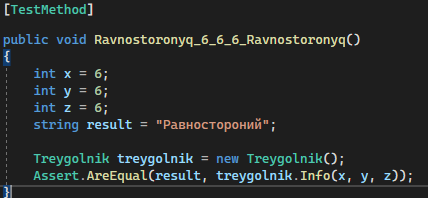 [TestMethod]
public void Ravnostoronyq_6_6_6_Ravnostoronyq()
{
int x = 6;
int y = 6;
int z = 6;
string result = "Равностороний";
Treygolnik treygolnik = new Treygolnik();
Assert.AreEqual(result, treygolnik.Info(x, y, z));
}